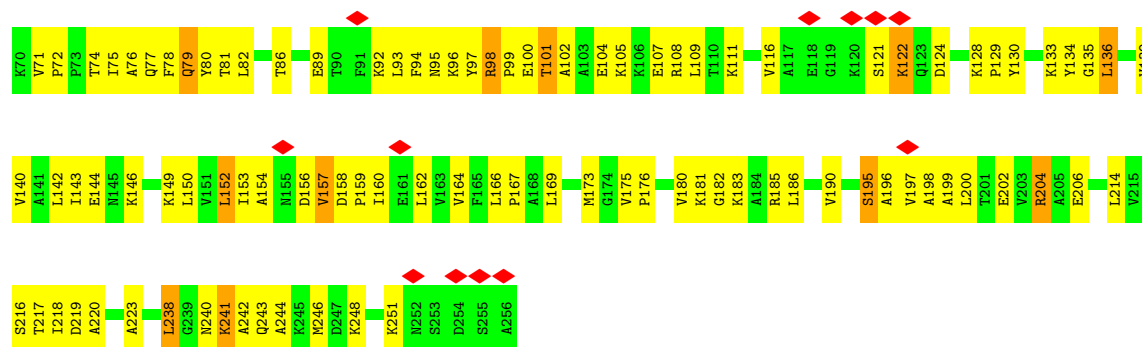 K70 V71 P72 P73 T74 I75 A76 Q77 F78 Q79 Y80 T81 L82 T86 E89 T90 F91 K92 L93 F94 N95 K96 Y97 R98 P99 E100 T101 A102 A103 E104 K105 K106 E107 R108 L109 T110 K111 V116 A117 E118 G119 K120 S121 K122 Q123 D124 K128 P129 Y130 K133 Y134 G135 L136
V140 A141 L142 I143 E144 N145 K146 K149 L150 V151 L152 I153 A154 N155 D156 V157 D158 P159 I160 E161 L162 V163 V164 F165 L166 P167 A168 L169 M173 G174 V175 P176 V180 K181 G182 K183 A184 R185 L186 V190 S195 A196 V197 A198 A199 L200 T201 E202 V203 R204 A205 E206 L214 V215
S216 T217 I218 D219 A220 A223 L238 G239 N240 K241 A242 Q243 A244 K245 M246 D247 K248 K251 N252 S253 D254 S255 A256